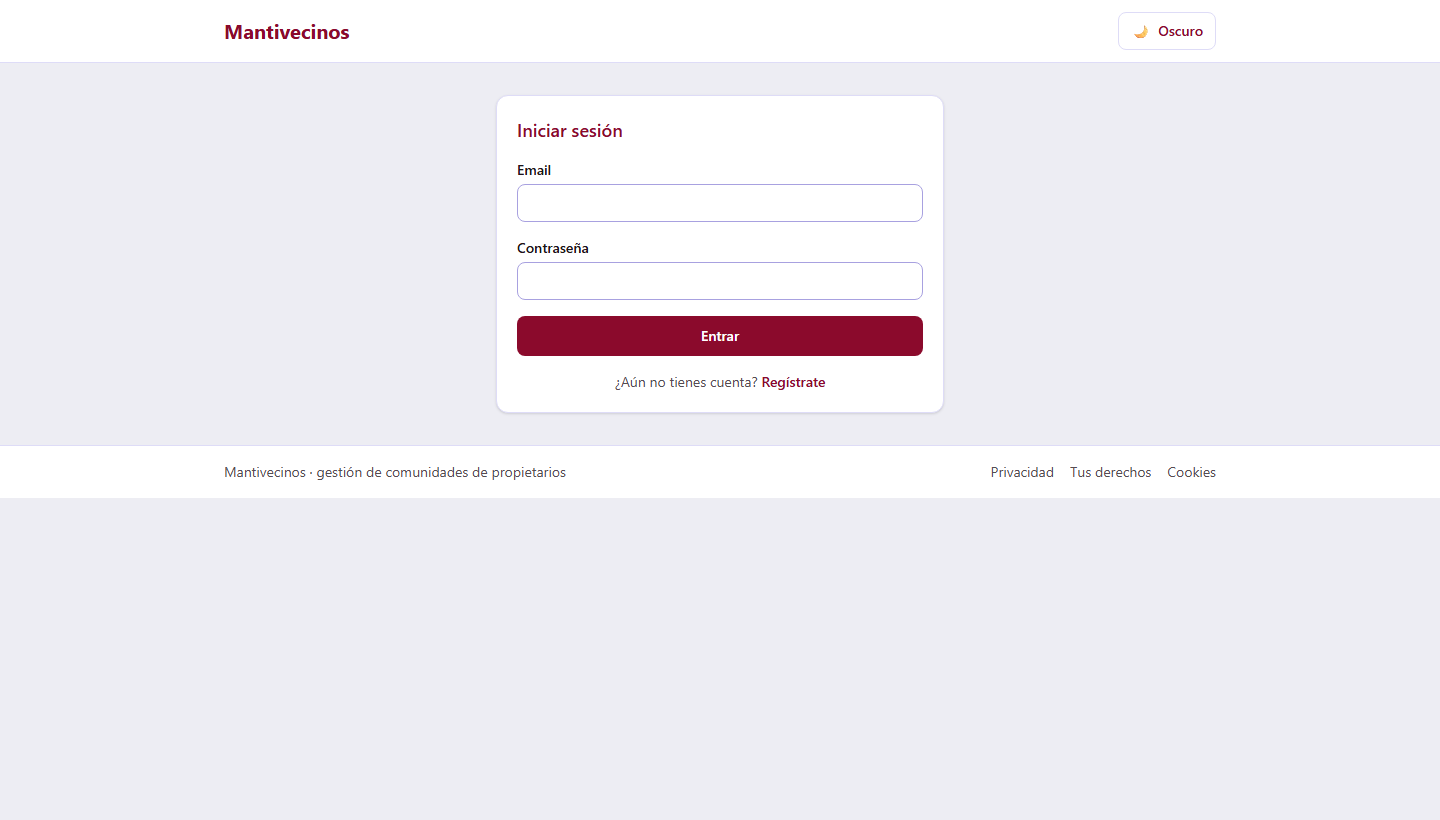 Mantivecinos
🌙 Oscuro
Iniciar sesión
Email
Contraseña
Entrar
¿Aún no tienes cuenta? Regístrate
Mantivecinos · gestión de comunidades de propietarios
Privacidad Tus derechos Cookies